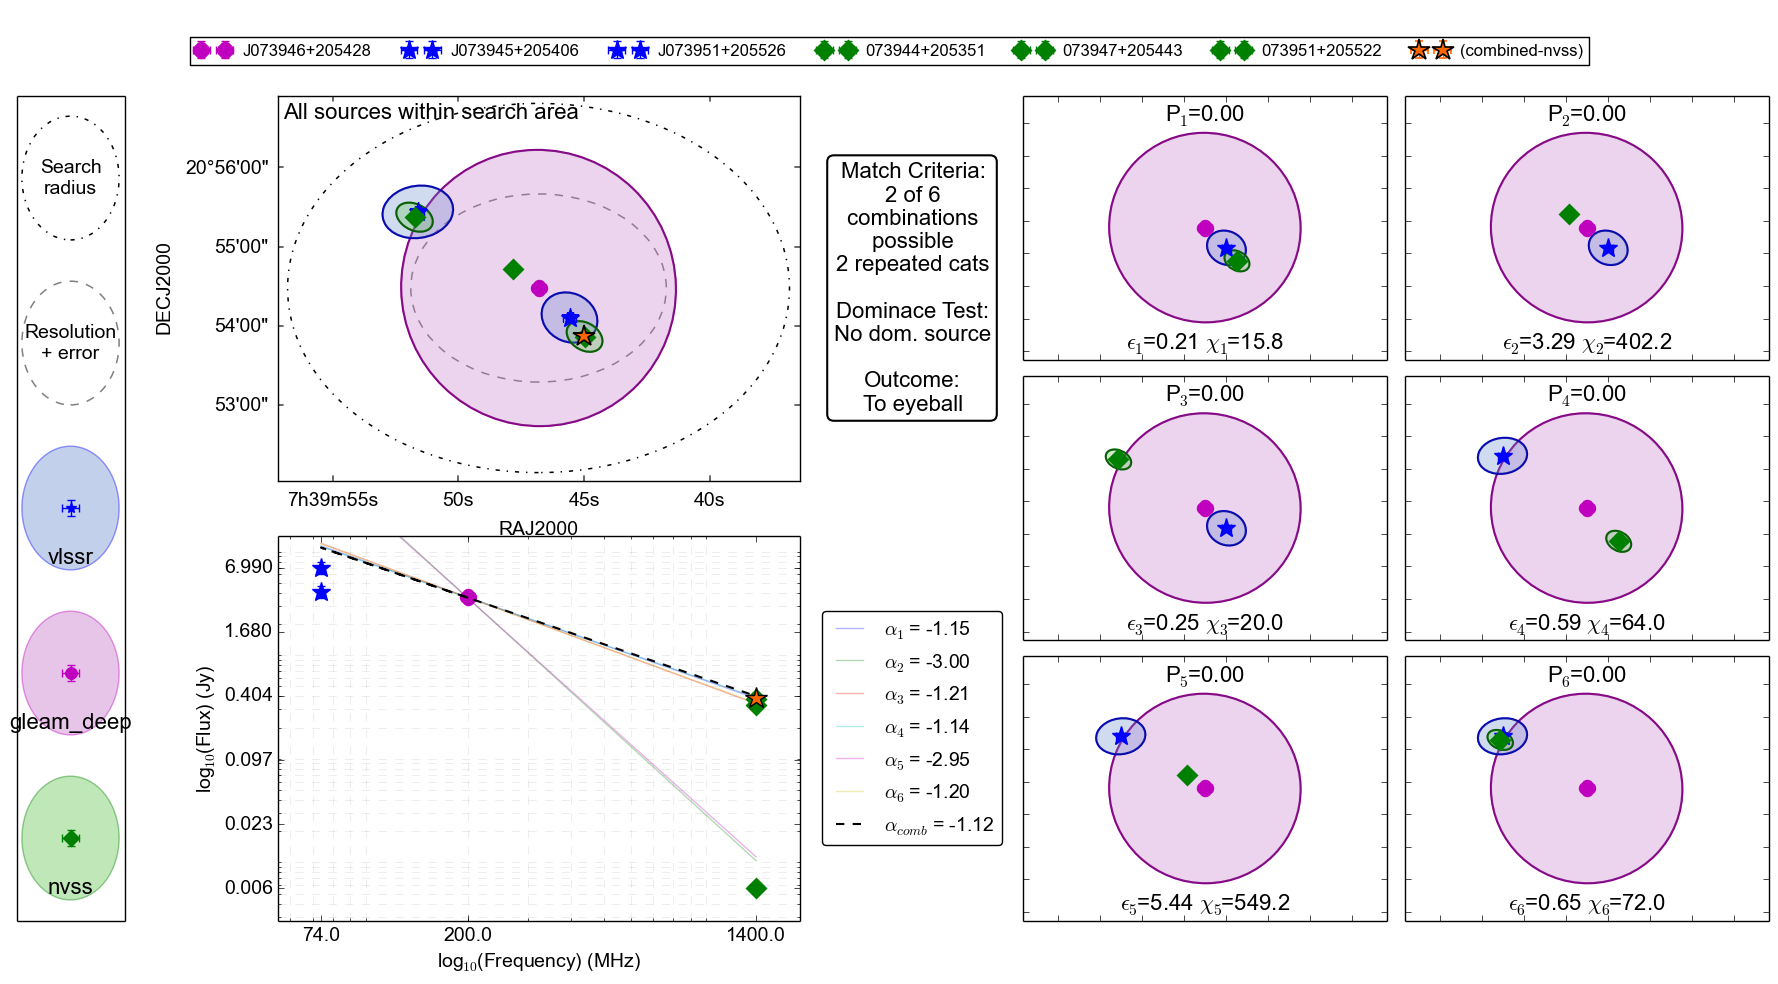 J073946+205428 J073945+205406 J073951+205526 073944+205351 073947+205443 073951+205522 (combined-nvss)
Search
radius
Resolution
+ error
vlssr
gleam_deep
nvss
All sources within search area
DECJ2000
20°56'00"
55'00"
54'00"
53'00"
7h39m55s 50s 45s 40s
RAJ2000
Match Criteria:
2 of 6
combinations
possible
2 repeated cats
Dominace Test:
No dom. source
Outcome:
To eyeball
log10(Flux) (Jy)
6.990
1.680
0.404
0.097
0.023
0.006
74.0 200.0 1400.0
log10(Frequency) (MHz)
α1 = -1.15
α2 = -3.00
α3 = -1.21
α4 = -1.14
α5 = -2.95
α6 = -1.20
αcomb = -1.12
P1=0.00
ϵ1=0.21 χ1=15.8
P2=0.00
ϵ2=3.29 χ2=402.2
P3=0.00
ϵ3=0.25 χ3=20.0
P4=0.00
ϵ4=0.59 χ4=64.0
P5=0.00
ϵ5=5.44 χ5=549.2
P6=0.00
ϵ6=0.65 χ6=72.0